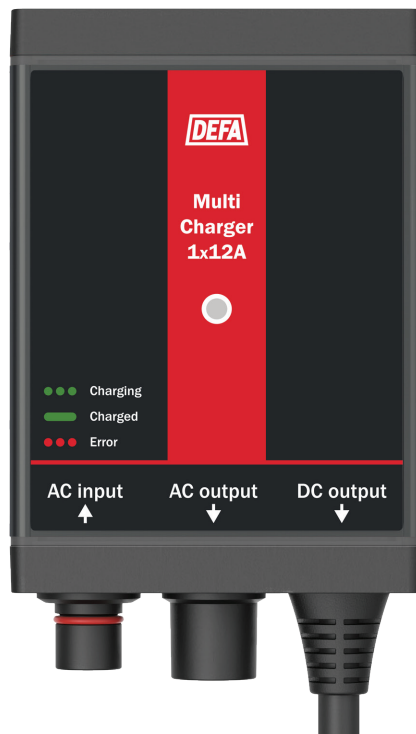 DEFA
Multi
Charger
1x12A
Charging
Charged
Error
AC input
AC output
DC output